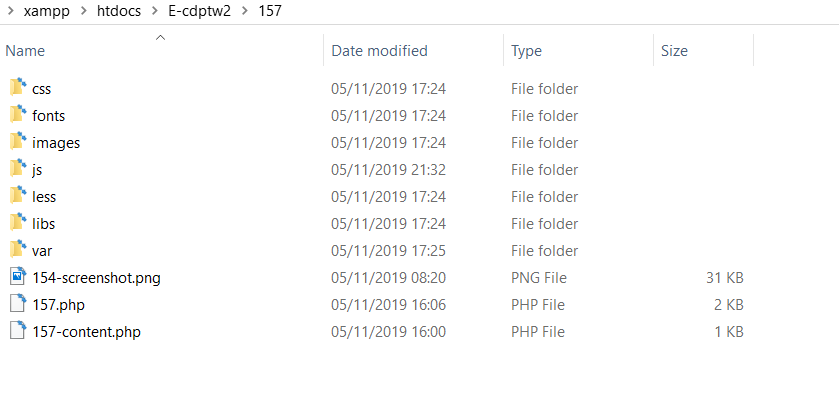 xampp > htdocs > E-cdptw2 > 157
Name Date modified Type Size
css 05/11/2019 17:24 File folder
fonts 05/11/2019 17:24 File folder
images 05/11/2019 17:24 File folder
js 05/11/2019 21:32 File folder
less 05/11/2019 17:24 File folder
libs 05/11/2019 17:24 File folder
var 05/11/2019 17:25 File folder
154-screenshot.png 05/11/2019 08:20 PNG File 31 KB
157.php 05/11/2019 16:06 PHP File 2 KB
157-content.php 05/11/2019 16:00 PHP File 1 KB